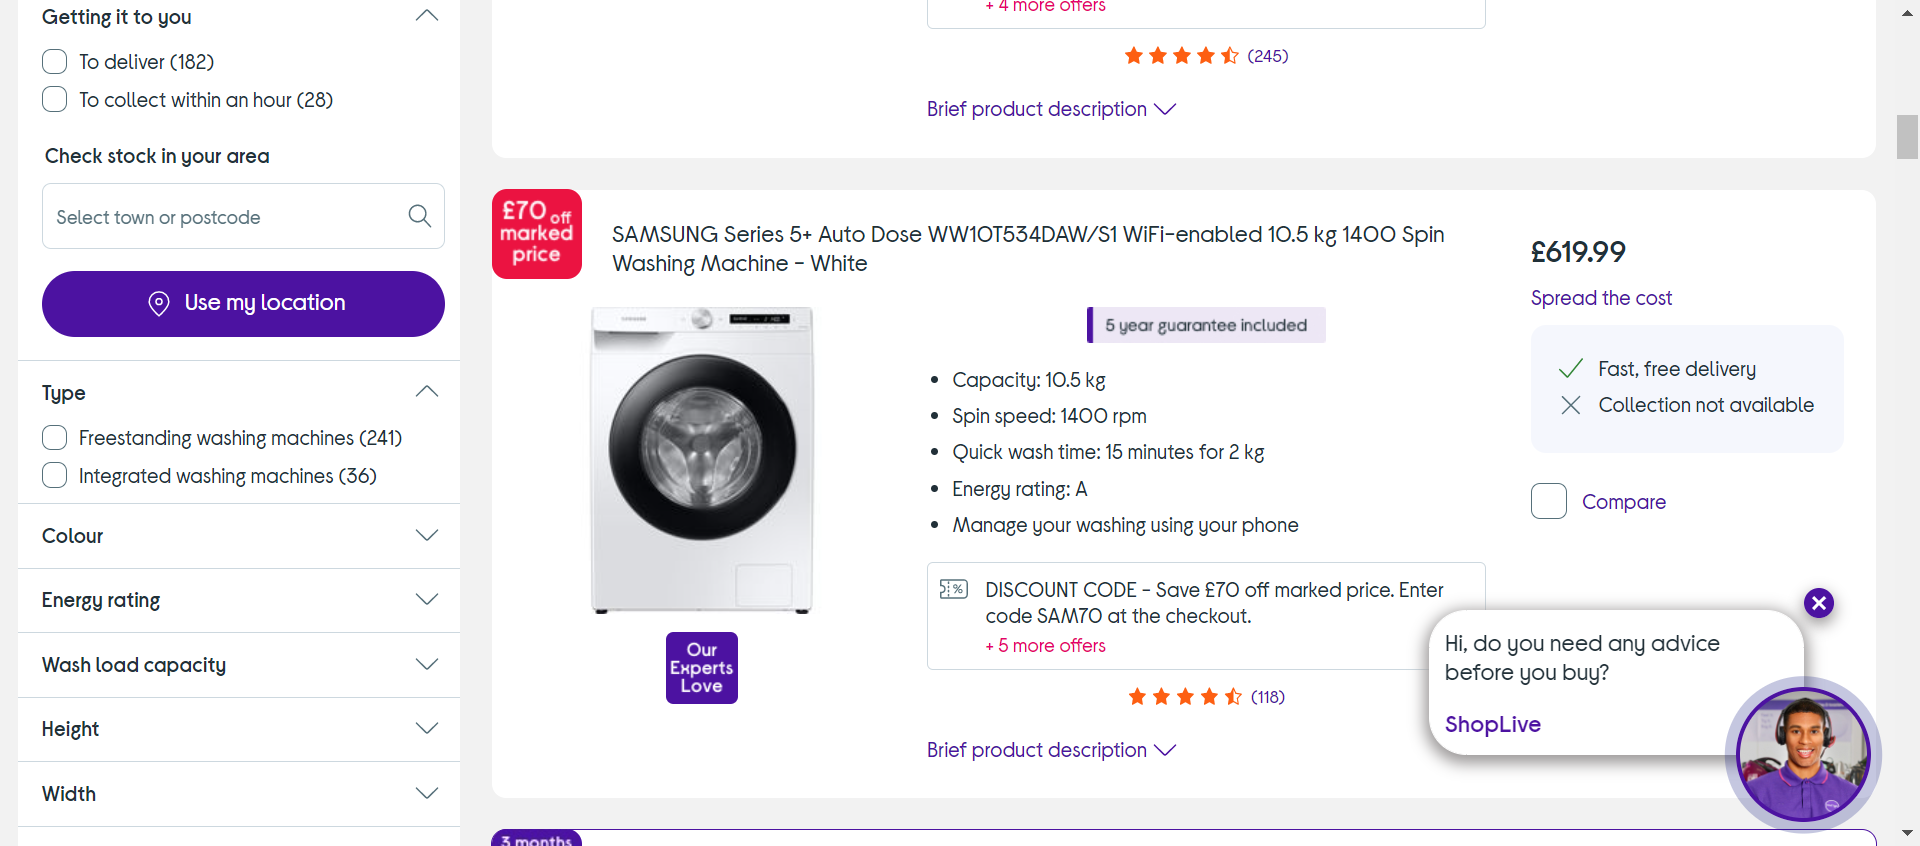 Getting it to you
To deliver (182)
To collect within an hour (28)
Check stock in your area
Select town or postcode
Use my location
Type
Freestanding washing machines (241)
Integrated washing machines (36)
Colour
Energy rating
Wash load capacity
Height
Width
+ 4 more offers
(245)
Brief product description
£70 off
marked
price
SAMSUNG Series 5+ Auto Dose WW10T534DAW/S1 WiFi-enabled 10.5 kg 1400 Spin
Washing Machine - White
5 year guarantee included
• Capacity: 10.5 kg
• Spin speed: 1400 rpm
• Quick wash time: 15 minutes for 2 kg
• Energy rating: A
• Manage your washing using your phone
DISCOUNT CODE - Save £70 off marked price. Enter
code SAM70 at the checkout.
+ 5 more offers
(118)
Brief product description
Our
Experts
Love
£619.99
Spread the cost
Fast, free delivery
Collection not available
Compare
Hi, do you need any advice
before you buy?
ShopLive
3 months